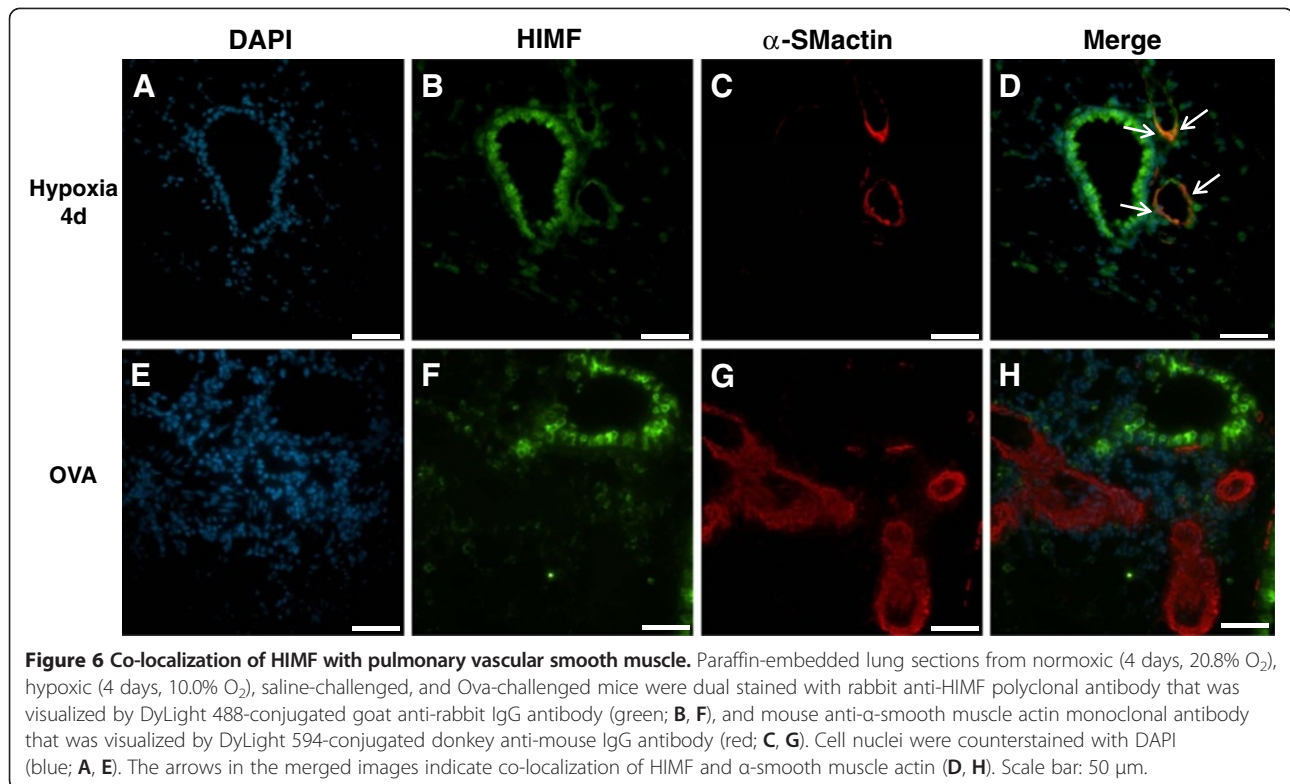 DAPI HIMF α-SMactin Merge
Hypoxia
4d
A B C D
OVA
E F G H
Figure 6 Co-localization of HIMF with pulmonary vascular smooth muscle. Paraffin-embedded lung sections from normoxic (4 days, 20.8% O₂),
hypoxic (4 days, 10.0% O₂), saline-challenged, and Ova-challenged mice were dual stained with rabbit anti-HIMF polyclonal antibody that was
visualized by DyLight 488-conjugated goat anti-rabbit IgG antibody (green; B, F), and mouse anti-α-smooth muscle actin monoclonal antibody
that was visualized by DyLight 594-conjugated donkey anti-mouse IgG antibody (red; C, G). Cell nuclei were counterstained with DAPI
(blue; A, E). The arrows in the merged images indicate co-localization of HIMF and α-smooth muscle actin (D, H). Scale bar: 50 μm.